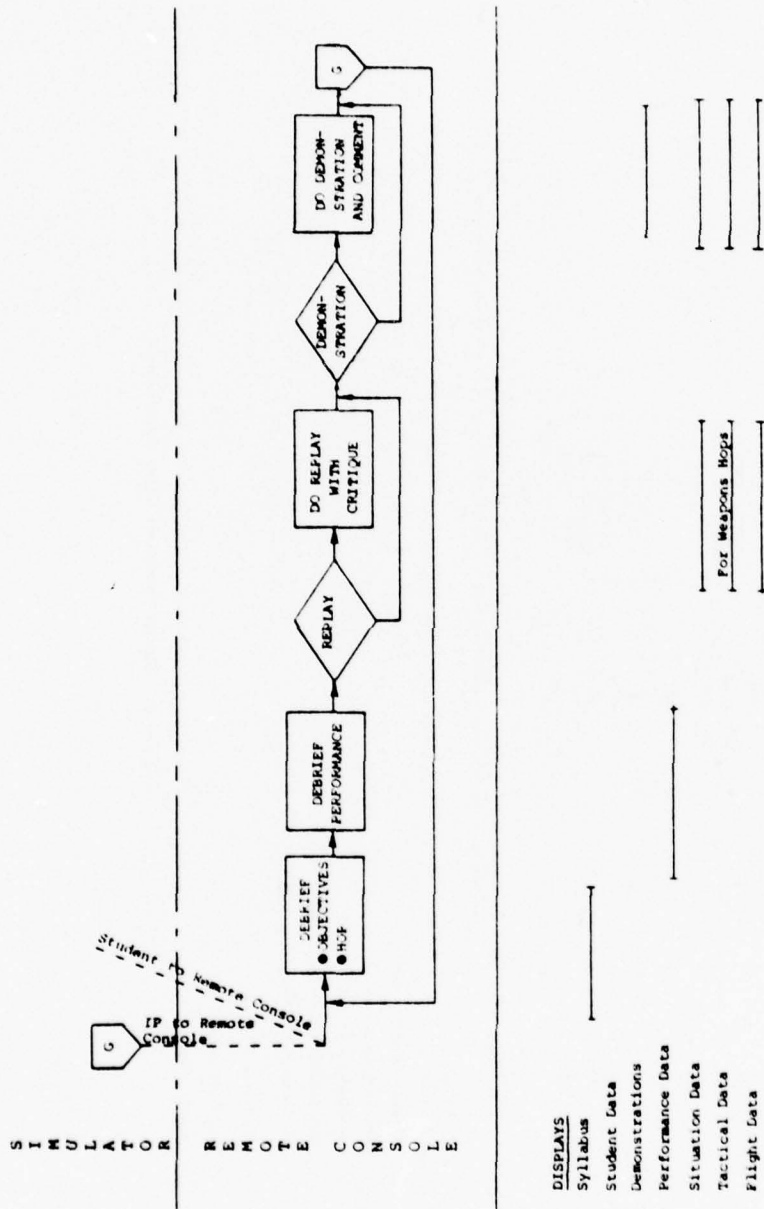 SIMULATOR
REMOTE CONSOLE
G
IP to Remote
Console
Student to Remote Console
DEBRIEF
● OBJECTIVES
● HOP
DEBRIEF
PERFORMANCE
REPLAY
DO REPLAY
WITH
CRITIQUE
DEMON-
STRATION
DO DEMON-
STRATION
AND COMMENT
G
DISPLAYS
Syllabus
Student Data
Demonstrations
Performance Data
Situation Data
Tactical Data
For Weapons Hops
Flight Data